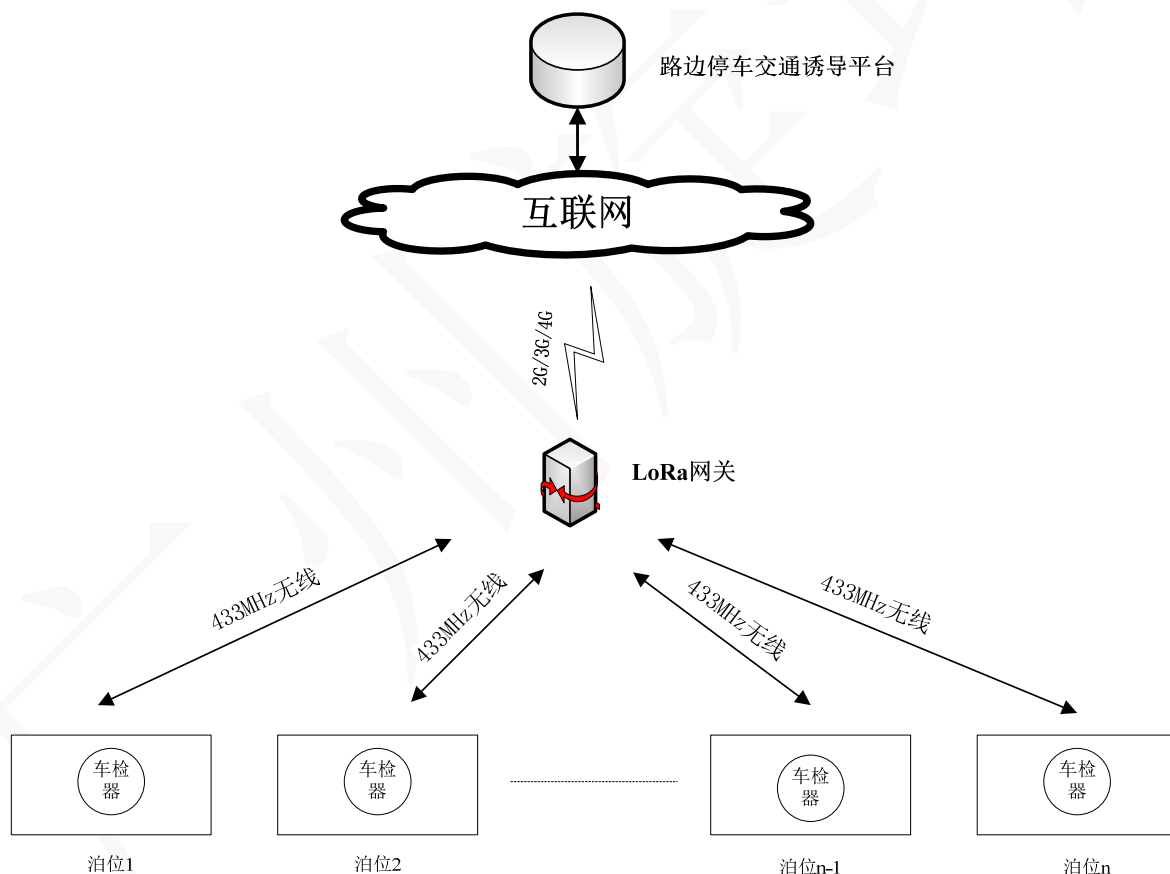 路边停车交通诱导平台
互联网
2G/3G/4G
LoRa网关
433MHz无线
433MHz无线
433MHz无线
433MHz无线
车检
器
车检
器
车检
器
车检
器
泊位1
泊位2
泊位n-1
泊位n